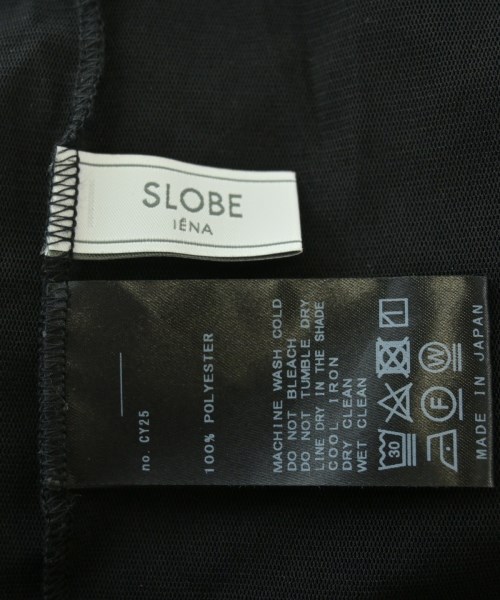 SLOBE
IÉNA
no. CY25
100% POLYESTER
MACHINE WASH COLD
DO NOT BLEACH
DO NOT TUMBLE DRY
LINE DRY IN THE SHADE
COOL IRON
DRY CLEAN
WET CLEAN
30
F W
MADE IN JAPAN